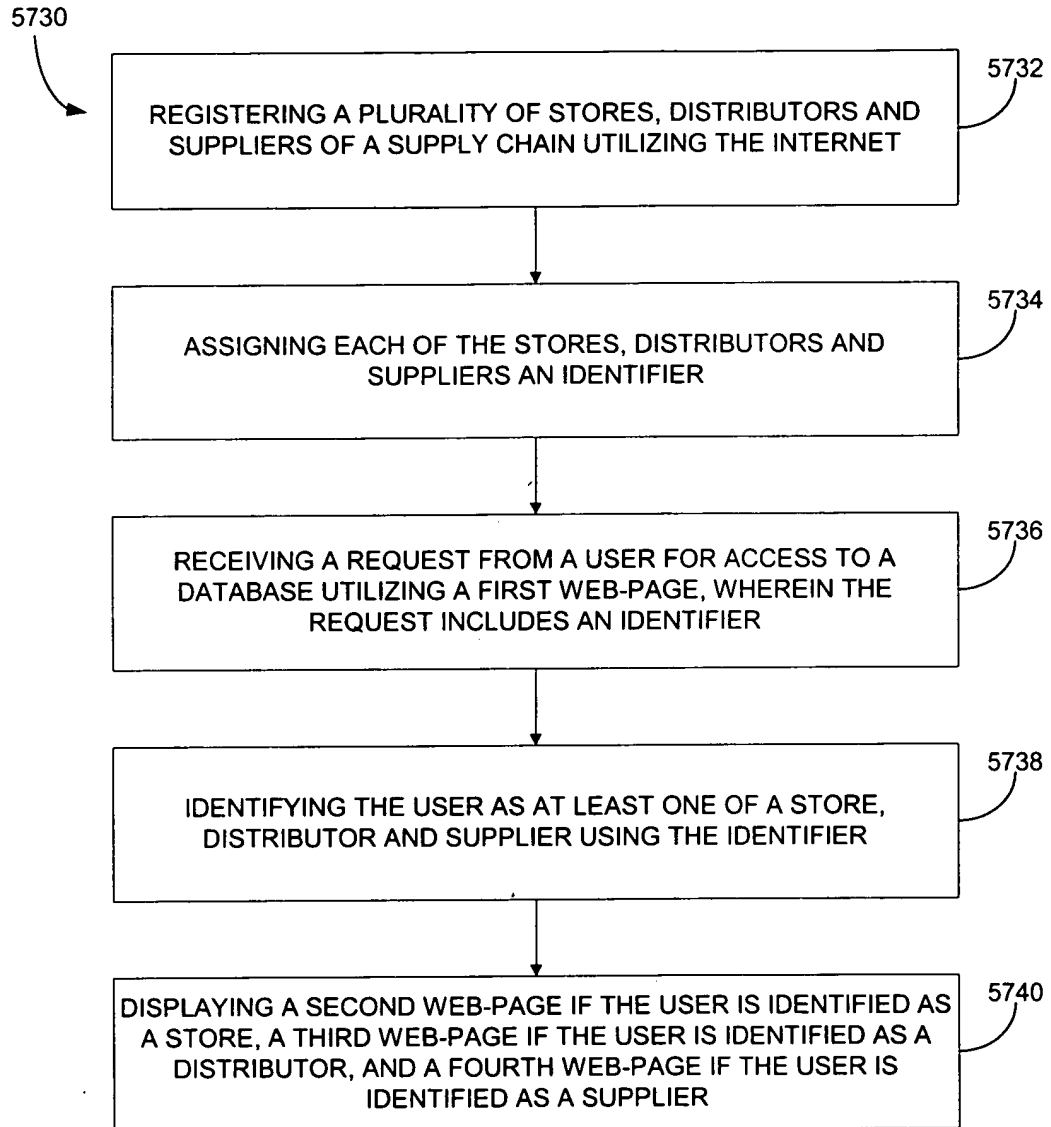 5730
5732
REGISTERING A PLURALITY OF STORES, DISTRIBUTORS AND
SUPPLIERS OF A SUPPLY CHAIN UTILIZING THE INTERNET
5734
ASSIGNING EACH OF THE STORES, DISTRIBUTORS AND
SUPPLIERS AN IDENTIFIER
5736
RECEIVING A REQUEST FROM A USER FOR ACCESS TO A
DATABASE UTILIZING A FIRST WEB-PAGE, WHEREIN THE
REQUEST INCLUDES AN IDENTIFIER
5738
IDENTIFYING THE USER AS AT LEAST ONE OF A STORE,
DISTRIBUTOR AND SUPPLIER USING THE IDENTIFIER
5740
DISPLAYING A SECOND WEB-PAGE IF THE USER IS IDENTIFIED AS
A STORE, A THIRD WEB-PAGE IF THE USER IS IDENTIFIED AS A
DISTRIBUTOR, AND A FOURTH WEB-PAGE IF THE USER IS
IDENTIFIED AS A SUPPLIER